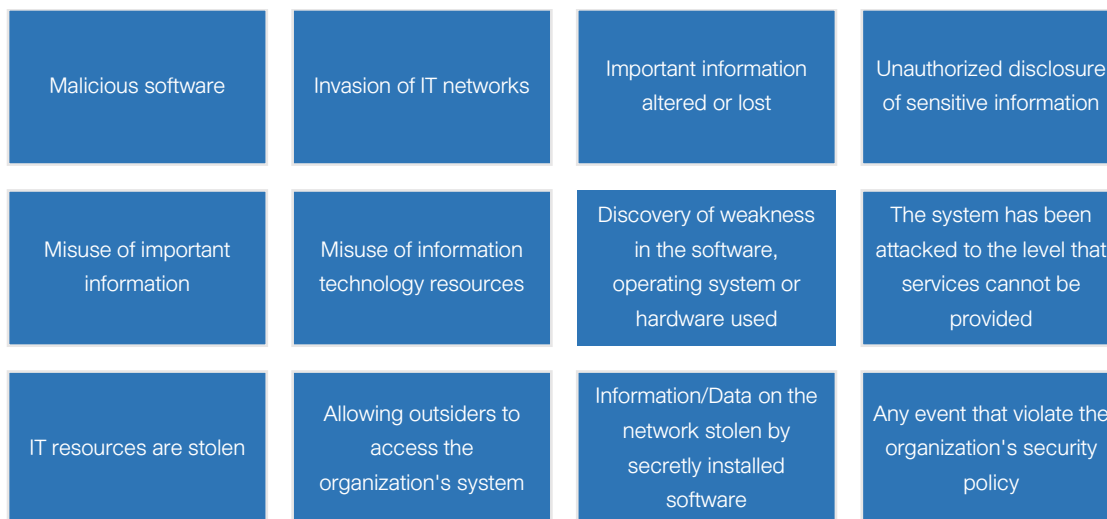 Malicious software
Invasion of IT networks
Important information
altered or lost
Unauthorized disclosure
of sensitive information
Misuse of important
information
Misuse of information
technology resources
Discovery of weakness
in the software,
operating system or
hardware used
The system has been
attacked to the level that
services cannot be
provided
IT resources are stolen
Allowing outsiders to
access the
organization's system
Information/Data on the
network stolen by
secretly installed
software
Any event that violate the
organization's security
policy